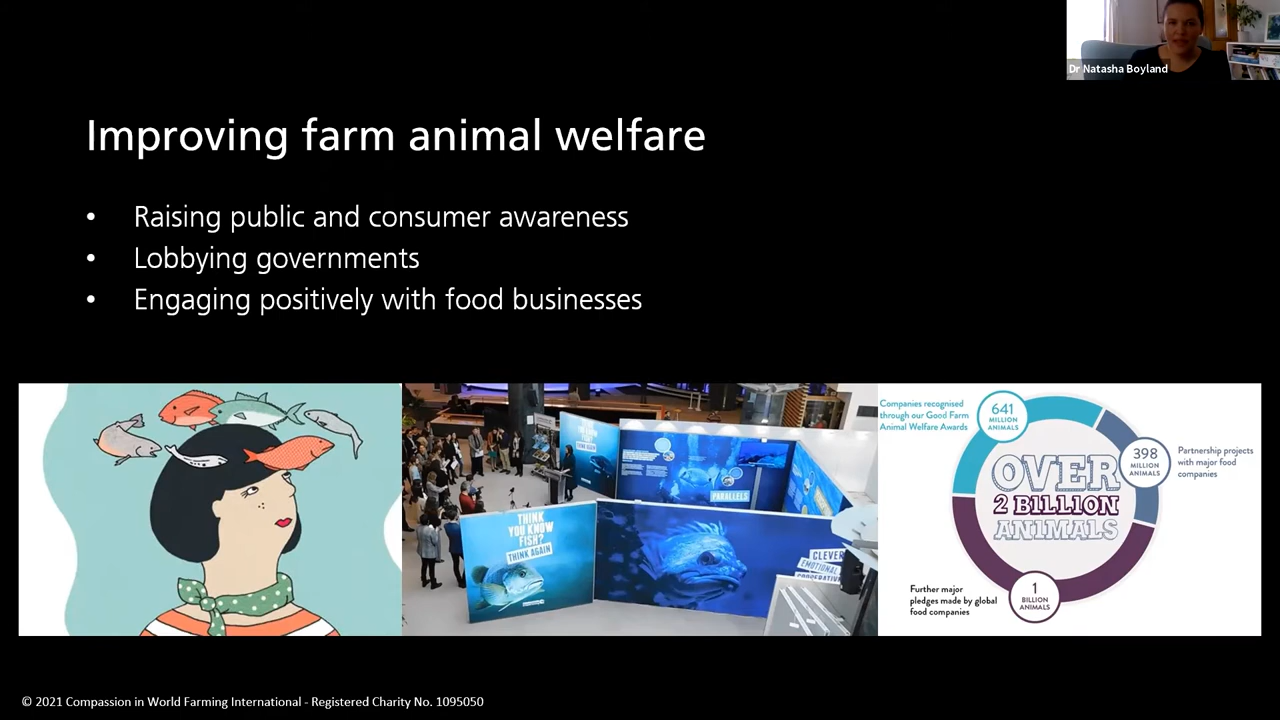 Dr Natasha Boyland
Improving farm animal welfare
• Raising public and consumer awareness
• Lobbying governments
• Engaging positively with food businesses
THINK
YOU KNOW
FISH?
THINK AGAIN
PARALLELS
CLEVER
EMOTIONAL
COOPERATIVE
Companies recognised
through our Good Farm
Animal Welfare Awards
641
MILLION
ANIMALS
398
MILLION
ANIMALS
Partnership projects
with major food
companies
OVER
2 BILLION
ANIMALS
Further major
pledges made by global
food companies
1
BILLION
ANIMALS
© 2021 Compassion in World Farming International - Registered Charity No. 1095050